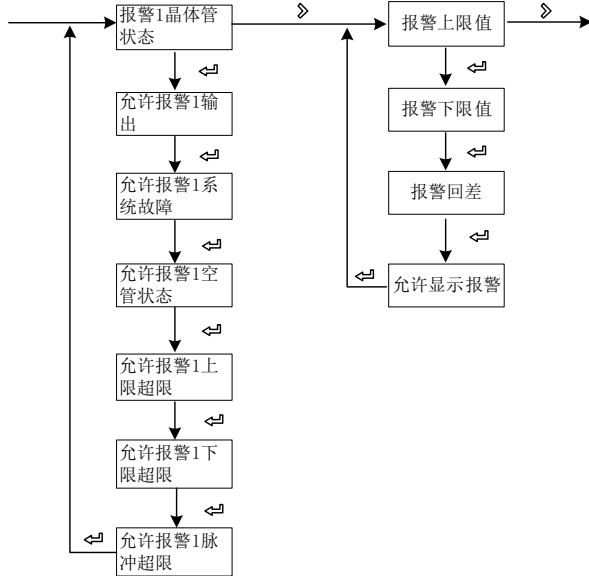 报警1晶体管
状态
允许报警1输
出
允许报警1系
统故障
允许报警1空
管状态
允许报警1上
限超限
允许报警1下
限超限
允许报警1脉
冲超限
报警上限值
报警下限值
报警回差
允许显示报警